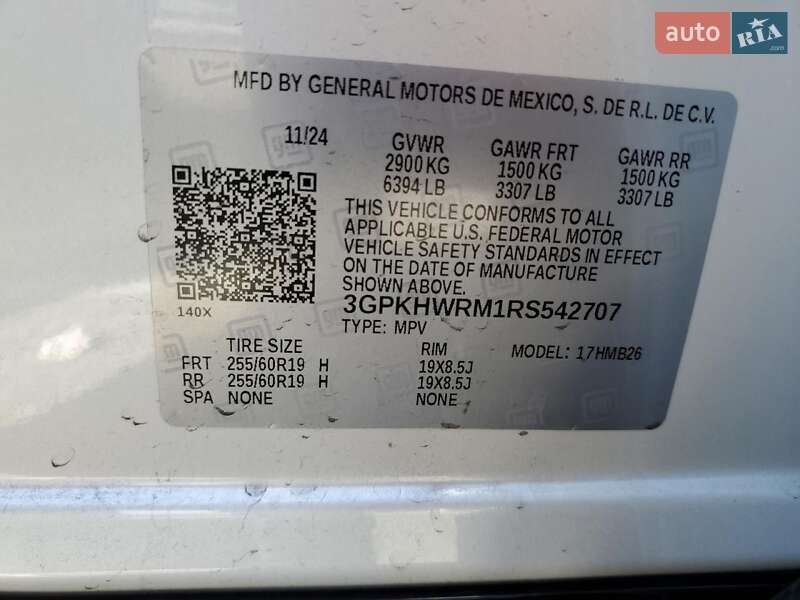 auto RIA .com
MFD BY GENERAL MOTORS DE MEXICO, S. DE R.L. DE C.V.
11/24 GVWR GAWR FRT GAWR RR
2900 KG 1500 KG 1500 KG
6394 LB 3307 LB 3307 LB
THIS VEHICLE CONFORMS TO ALL
APPLICABLE U.S. FEDERAL MOTOR
VEHICLE SAFETY STANDARDS IN EFFECT
ON THE DATE OF MANUFACTURE
SHOWN ABOVE.
140X 3GPKHWRM1RS542707
TYPE: MPV
TIRE SIZE RIM MODEL: 17HMB26
FRT 255/60R19 H 19X8.5J
RR 255/60R19 H 19X8.5J
SPA NONE NONE